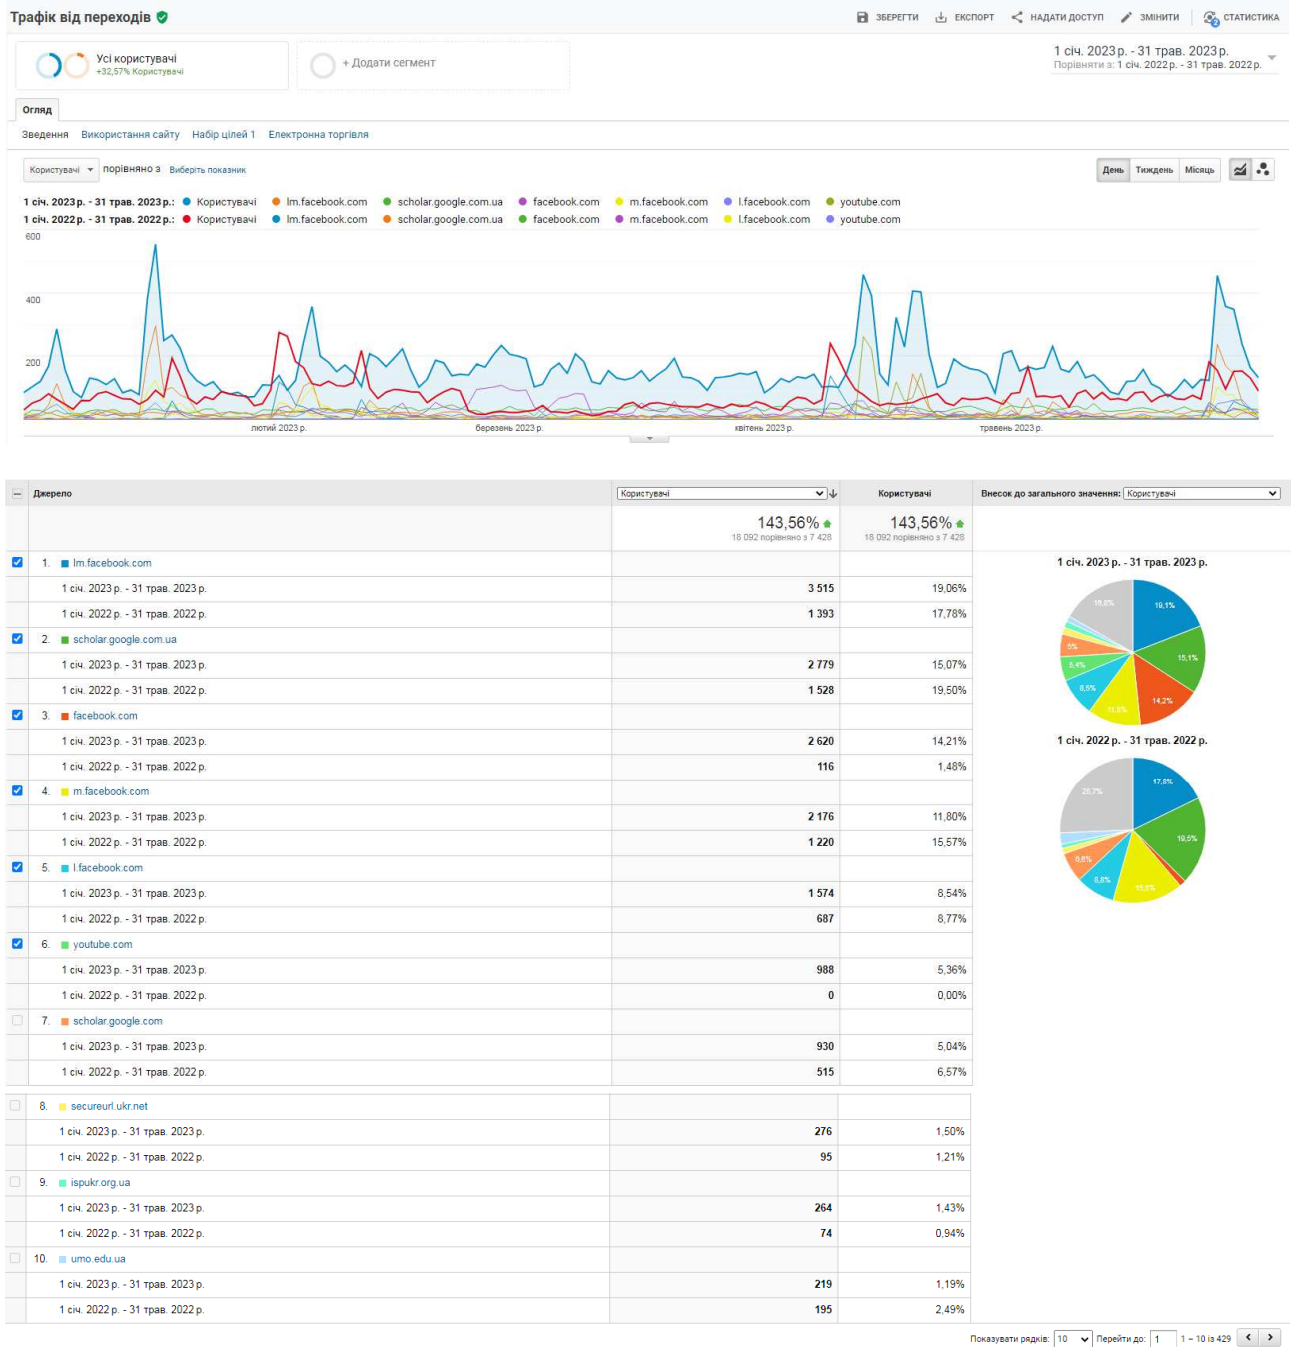 Трафік від переходів
ЗБЕРЕГТИ ЕКСПОРТ НАДАТИ ДОСТУП ЗМІНИТИ СТАТИСТИКА
Усі користувачі
+32,57% Користувачі
+ Додати сегмент
1 січ. 2023 р. - 31 трав. 2023 р.
Порівняти з: 1 січ. 2022 р. - 31 трав. 2022 р.
Огляд
Зведення Використання сайту Набір цілей 1 Електронна торгівля
Користувачі порівняно з Виберіть показник
День Тиждень Місяць
1 січ. 2023 р. - 31 трав. 2023 р.: Користувачі lm.facebook.com scholar.google.com.ua facebook.com m.facebook.com l.facebook.com youtube.com
1 січ. 2022 р. - 31 трав. 2022 р.: Користувачі lm.facebook.com scholar.google.com.ua facebook.com m.facebook.com l.facebook.com youtube.com
600
400
200
лютий 2023 р. березень 2023 р. квітень 2023 р. травень 2023 р.
Джерело Користувачі Користувачі Внесок до загального значення: Користувачі
143,56% 143,56%
18 092 порівняно з 7 428 18 092 порівняно з 7 428
1. lm.facebook.com
1 січ. 2023 р. - 31 трав. 2023 р. 3 515 19,06%
1 січ. 2022 р. - 31 трав. 2022 р. 1 393 17,78%
2. scholar.google.com.ua
1 січ. 2023 р. - 31 трав. 2023 р. 2 779 15,07%
1 січ. 2022 р. - 31 трав. 2022 р. 1 528 19,50%
3. facebook.com
1 січ. 2023 р. - 31 трав. 2023 р. 2 620 14,21%
1 січ. 2022 р. - 31 трав. 2022 р. 116 1,48%
4. m.facebook.com
1 січ. 2023 р. - 31 трав. 2023 р. 2 176 11,80%
1 січ. 2022 р. - 31 трав. 2022 р. 1 220 15,57%
5. l.facebook.com
1 січ. 2023 р. - 31 трав. 2023 р. 1 574 8,54%
1 січ. 2022 р. - 31 трав. 2022 р. 687 8,77%
6. youtube.com
1 січ. 2023 р. - 31 трав. 2023 р. 988 5,36%
1 січ. 2022 р. - 31 трав. 2022 р. 0 0,00%
7. scholar.google.com
1 січ. 2023 р. - 31 трав. 2023 р. 930 5,04%
1 січ. 2022 р. - 31 трав. 2022 р. 515 6,57%
8. secureurl.ukr.net
1 січ. 2023 р. - 31 трав. 2023 р. 276 1,50%
1 січ. 2022 р. - 31 трав. 2022 р. 95 1,21%
9. ispukr.org.ua
1 січ. 2023 р. - 31 трав. 2023 р. 264 1,43%
1 січ. 2022 р. - 31 трав. 2022 р. 74 0,94%
10. umo.edu.ua
1 січ. 2023 р. - 31 трав. 2023 р. 219 1,19%
1 січ. 2022 р. - 31 трав. 2022 р. 195 2,49%
1 січ. 2023 р. - 31 трав. 2023 р.
19,1%
15,1%
14,2%
5,4%
5%
1 січ. 2022 р. - 31 трав. 2022 р.
17,8%
19,5%
Показувати рядків: 10 Перейти до: 1 1 – 10 із 429